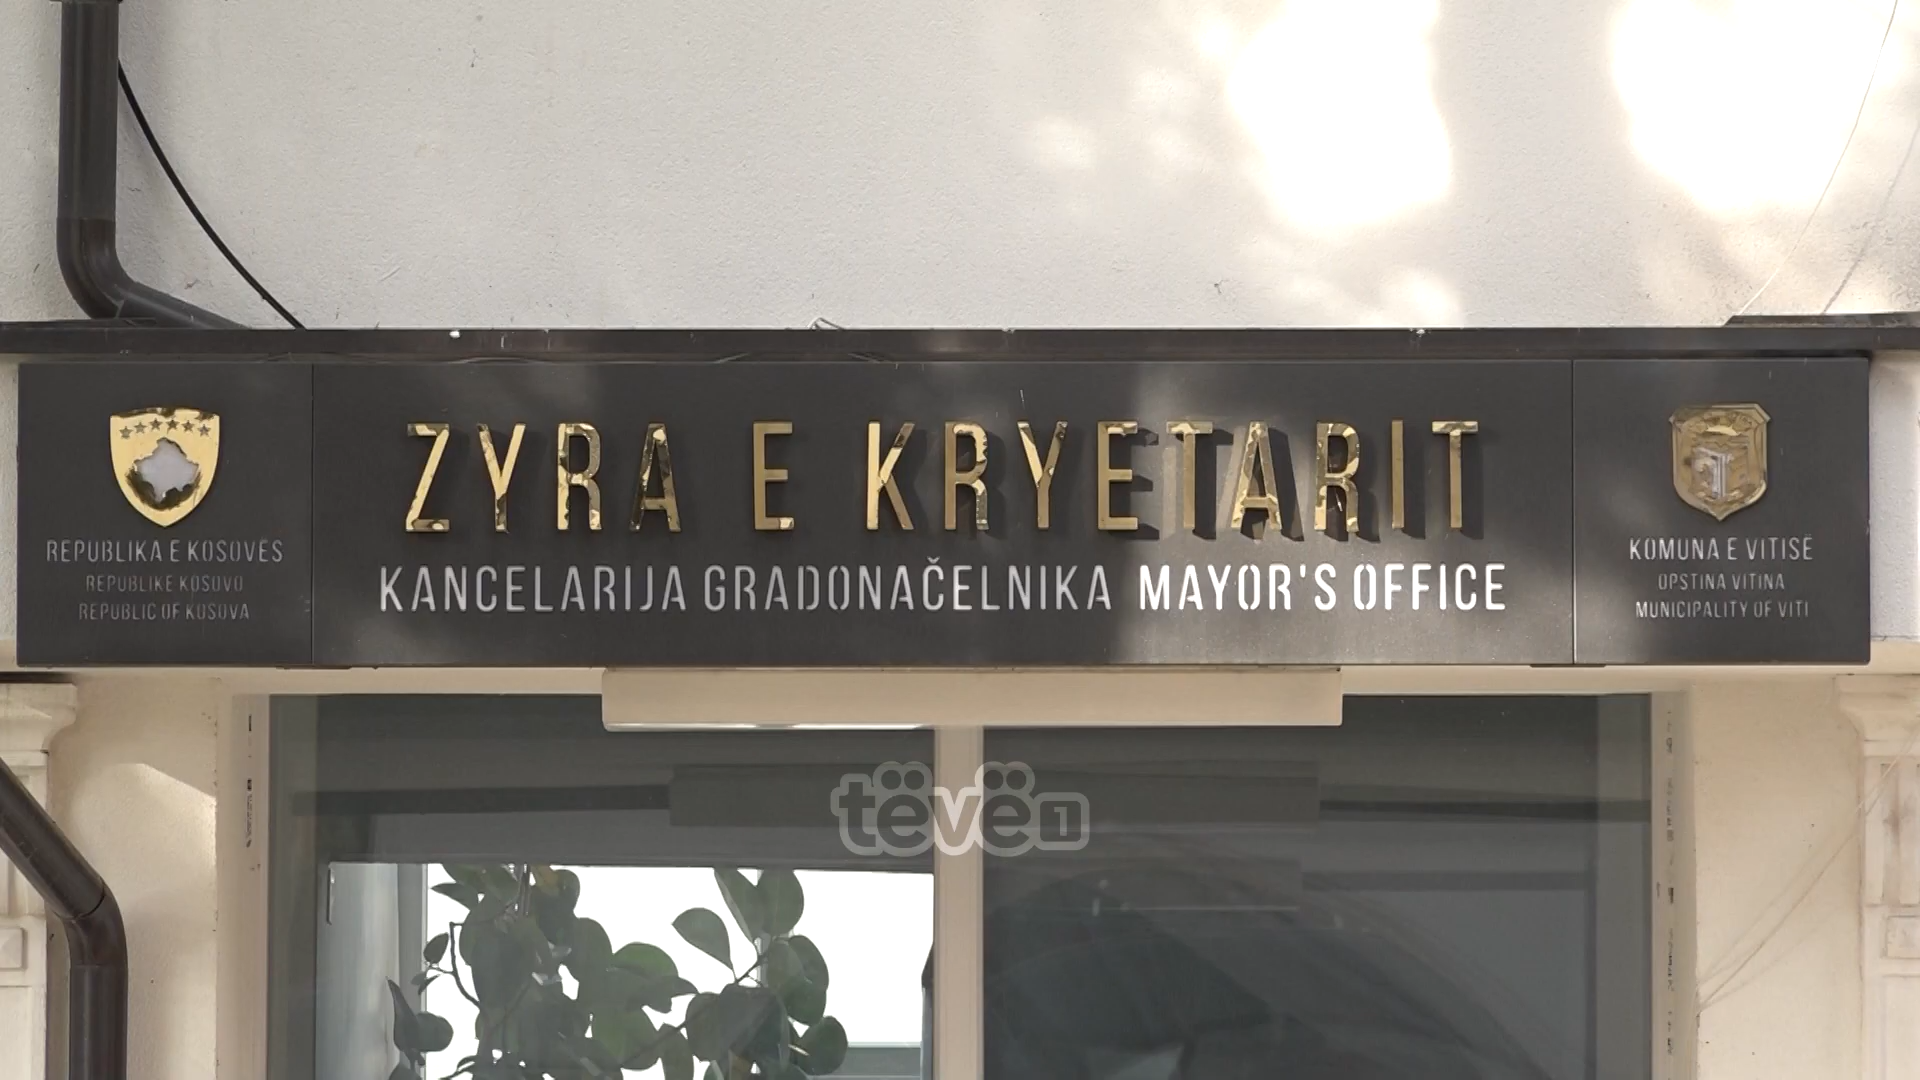 REPUBLIKA E KOSOVËS
REPUBLIKE KOSOVO
REPUBLIC OF KOSOVA
ZYRA E KRYETARIT
KANCELARIJA GRADONAČELNIKA MAYOR'S OFFICE
KOMUNA E VITISË
OPSTINA VITINA
MUNICIPALITY OF VITI
tëvë1